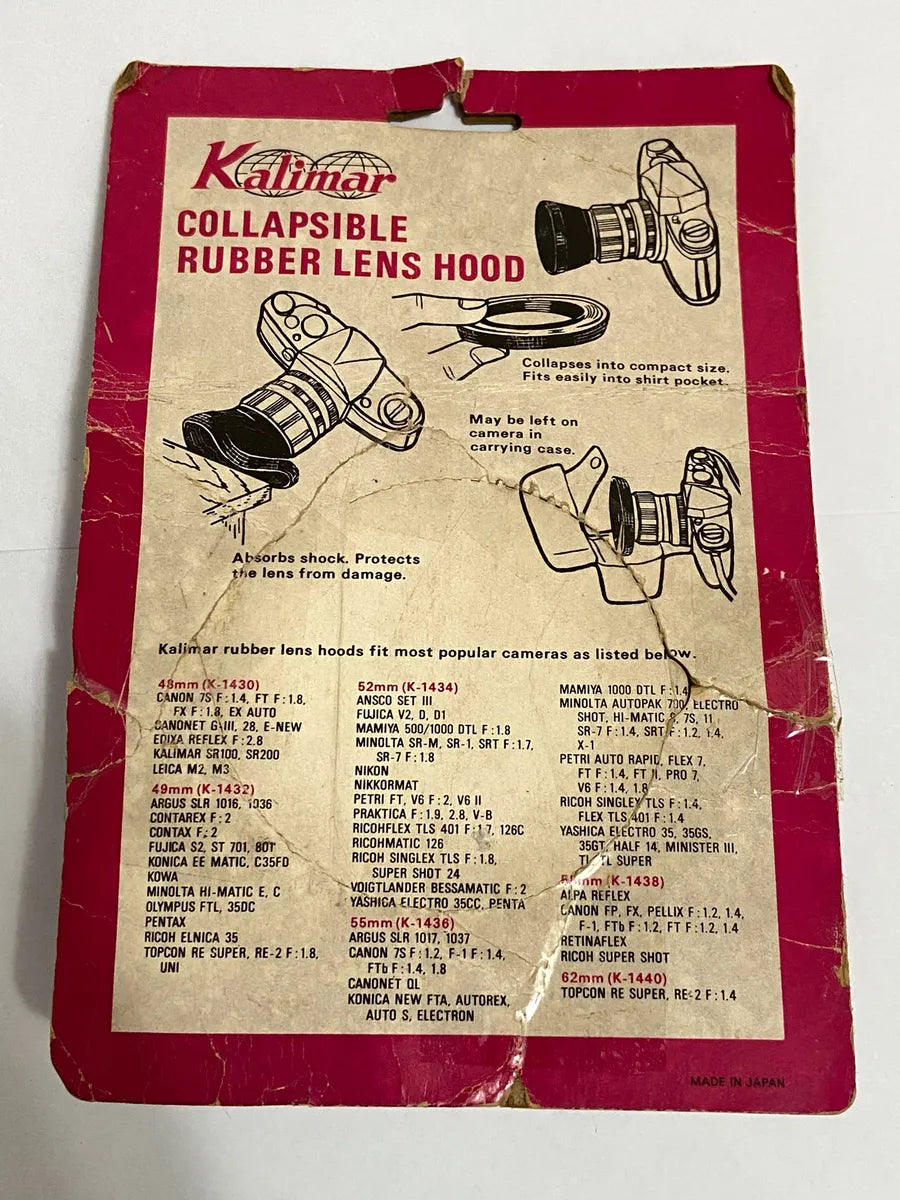 Kalimar
COLLAPSIBLE
RUBBER LENS HOOD
Collapses into compact size.
Fits easily into shirt pocket.
May be left on
camera in
carrying case.
Absorbs shock. Protects
the lens from damage.
Kalimar rubber lens hoods fit most popular cameras as listed below.
48mm (K-1430)
CANON 7S F:1.4, FT F:1.8,
FX F:1.8, EX AUTO
CANONET G-III, 28, E-NEW
EDIXA REFLEX F:2.8
KALIMAR SR100, SR200
LEICA M2, M3
49mm (K-1432)
ARGUS SLR 1016, 1036
CONTAREX F:2
CONTAX F:2
FUJICA S2, ST 701, 801
KONICA EE MATIC, C35FD
KOWA
MINOLTA HI-MATIC E, C
OLYMPUS FTL, 35DC
PENTAX
RICOH ELNICA 35
TOPCON RE SUPER, RE-2 F:1.8,
UNI
52mm (K-1434)
ANSCO SET III
FUJICA V2, D, D1
MAMIYA 500/1000 DTL F:1.8
MINOLTA SR-M, SR-1, SRT F:1.7,
SR-7 F:1.8
NIKON
NIKKORMAT
PETRI FT, V6 F:2, V6 II
PRAKTICA F:1.9, 2.8, V-B
RICOHFLEX TLS 401 F:1.7, 126C
RICOHMATIC 126
RICOH SINGLEX TLS F:1.8,
SUPER SHOT 24
VOIGTLANDER BESSAMATIC F:2
YASHICA ELECTRO 35CC, PENTA
55mm (K-1436)
ARGUS SLR 1017, 1037
CANON 7S F:1.2, F-1 F:1.4,
FTb F:1.4, 1.8
CANONET QL
KONICA NEW FTA, AUTOREX,
AUTO S, ELECTRON
MAMIYA 1000 DTL F:1.4
MINOLTA AUTOPAK 700, ELECTRO
SHOT, HI-MATIC 7S, 11
SR-7 F:1.4, SRT F:1.2, 1.4,
X-1
PETRI AUTO RAPID, FLEX 7,
FT F:1.4, FT II, PRO 7,
V6 F:1.4, 1.8
RICOH SINGLEX TLS F:1.4,
FLEX TLS 401 F:1.4
YASHICA ELECTRO 35, 35GS,
35GT, HALF 14, MINISTER III,
TL SUPER
(K-1438)
ALPA REFLEX
CANON FP, FX, PELLIX F:1.2, 1.4,
F-1, FTb F:1.2, FT F:1.2, 1.4
RETINAFLEX
RICOH SUPER SHOT
62mm (K-1440)
TOPCON RE SUPER, RE-2 F:1.4
MADE IN JAPAN